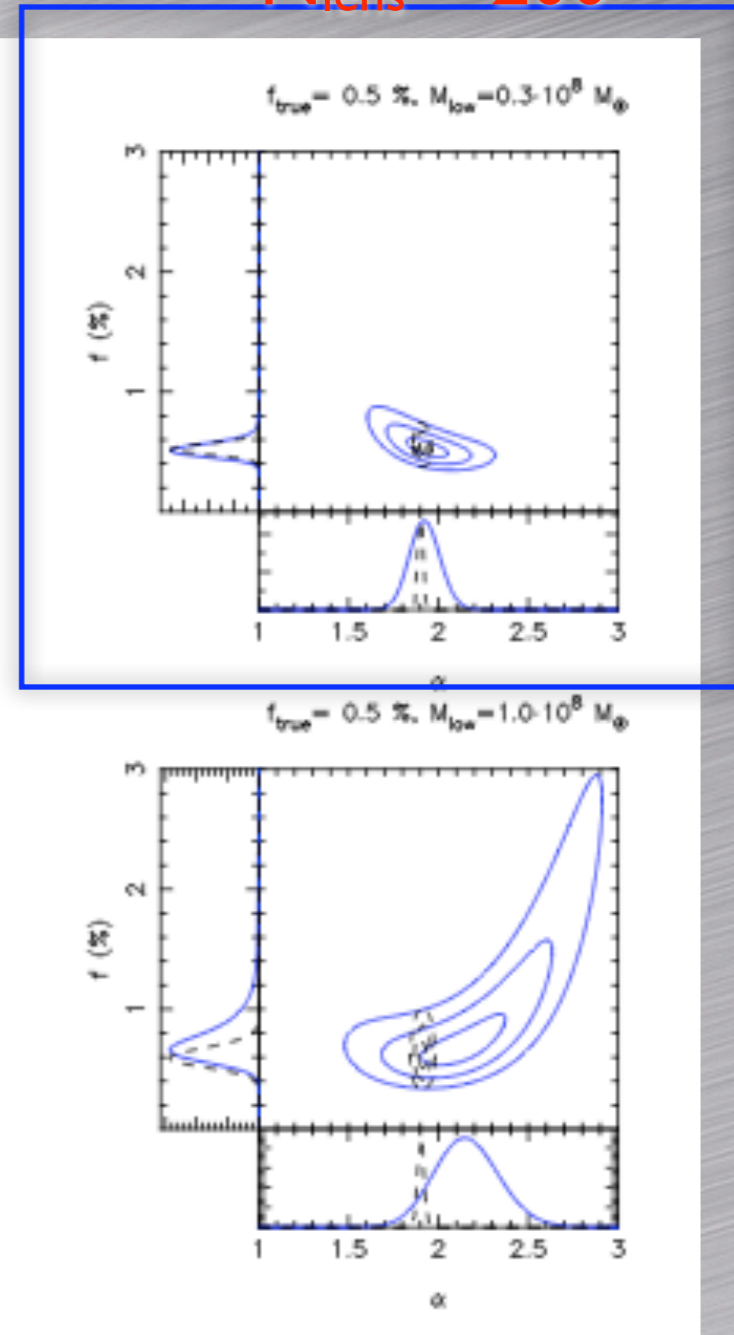 f_true= 0.5 %, M_low=0.3·10^8 M_⊙
3
2
1
f (%)
1 1.5 2 2.5 3
f_true= 0.5 %, M_low=1.0·10^8 M_⊙
3
2
1
f (%)
1 1.5 2 2.5 3
α